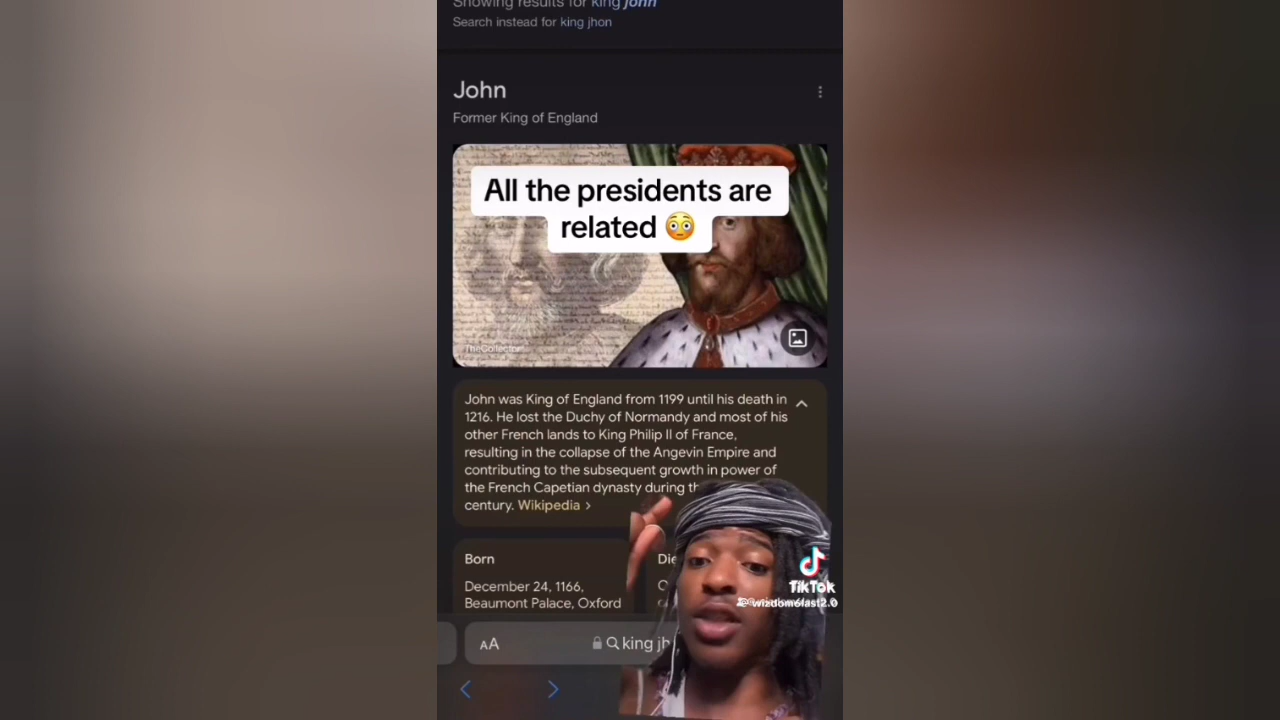 Showing results for king john
Search instead for king jhon
John
Former King of England
All the presidents are
related 😳
TheCollector
John was King of England from 1199 until his death in
1216. He lost the Duchy of Normandy and most of his
other French lands to King Philip II of France,
resulting in the collapse of the Angevin Empire and
contributing to the subsequent growth in power of
the French Capetian dynasty during
century. Wikipedia >
Born
December 24, 1166,
Beaumont Palace, Oxford
TikTok
AA
king